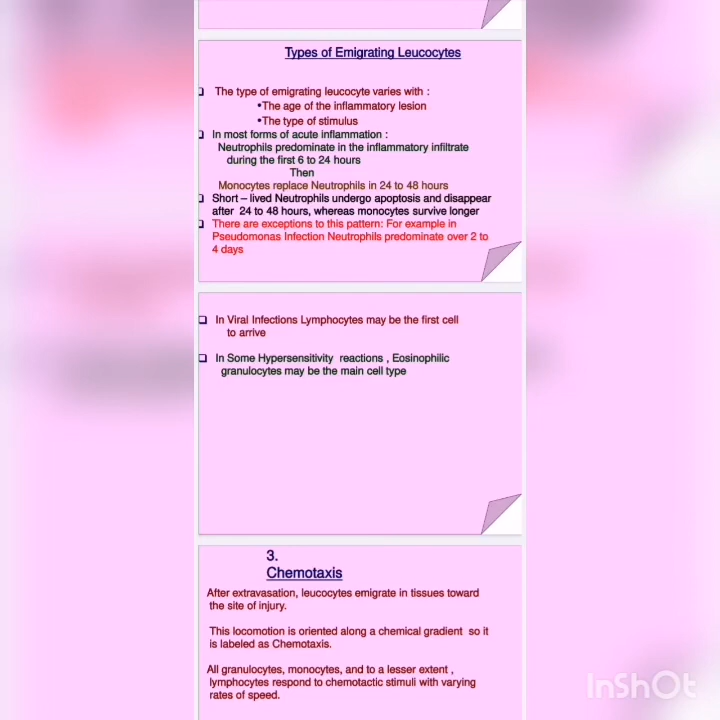 Types of Emigrating Leucocytes
The type of emigrating leucocyte varies with :
•The age of the inflammatory lesion
•The type of stimulus
In most forms of acute inflammation :
Neutrophils predominate in the inflammatory infiltrate
during the first 6 to 24 hours
Then
Monocytes replace Neutrophils in 24 to 48 hours
Short – lived Neutrophils undergo apoptosis and disappear
after 24 to 48 hours, whereas monocytes survive longer
There are exceptions to this pattern: For example in
Pseudomonas Infection Neutrophils predominate over 2 to
4 days
In Viral Infections Lymphocytes may be the first cell
to arrive
In Some Hypersensitivity reactions , Eosinophilic
granulocytes may be the main cell type
3.
Chemotaxis
After extravasation, leucocytes emigrate in tissues toward
the site of injury.
This locomotion is oriented along a chemical gradient so it
is labeled as Chemotaxis.
All granulocytes, monocytes, and to a lesser extent ,
lymphocytes respond to chemotactic stimuli with varying
rates of speed.
InShOt